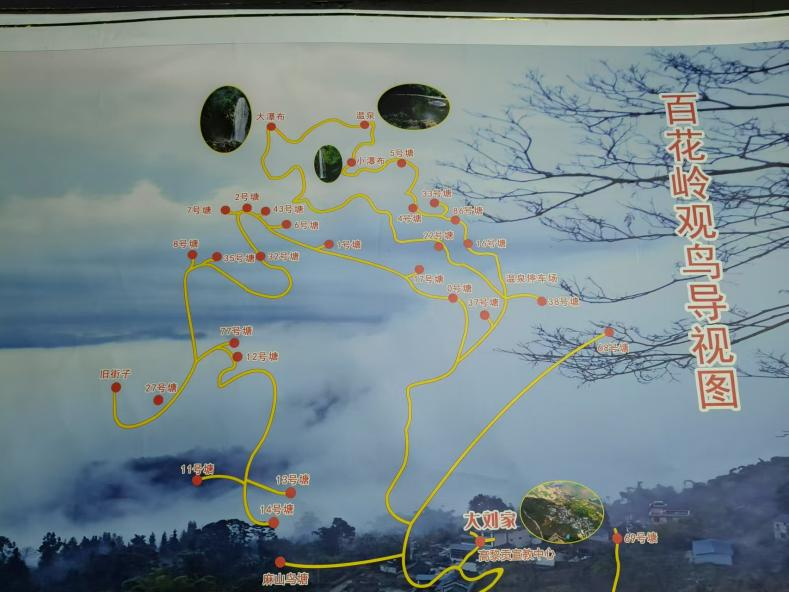 百花岭观鸟导视图
大瀑布
温泉
小瀑布
5号塘
2号塘
7号塘
43号塘
33号塘
4号塘
86号塘
6号塘
8号塘
35号塘
32号塘
1号塘
22号塘
16号塘
17号塘
温泉停车场
0号塘
38号塘
37号塘
77号塘
12号塘
68号塘
旧街子
27号塘
11号塘
13号塘
14号塘
大刘家
高黎贡宣教中心
69号塘
麻山鸟塘